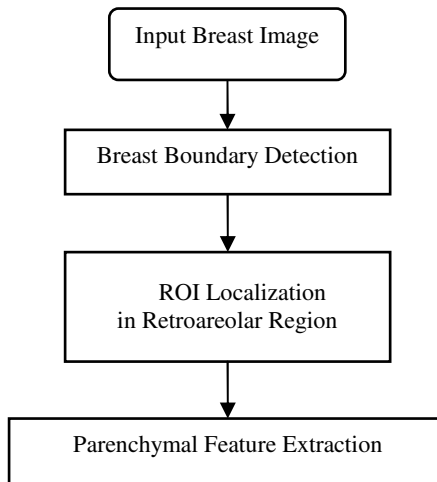 Input Breast Image
Breast Boundary Detection
ROI Localization
in Retroareolar Region
Parenchymal Feature Extraction